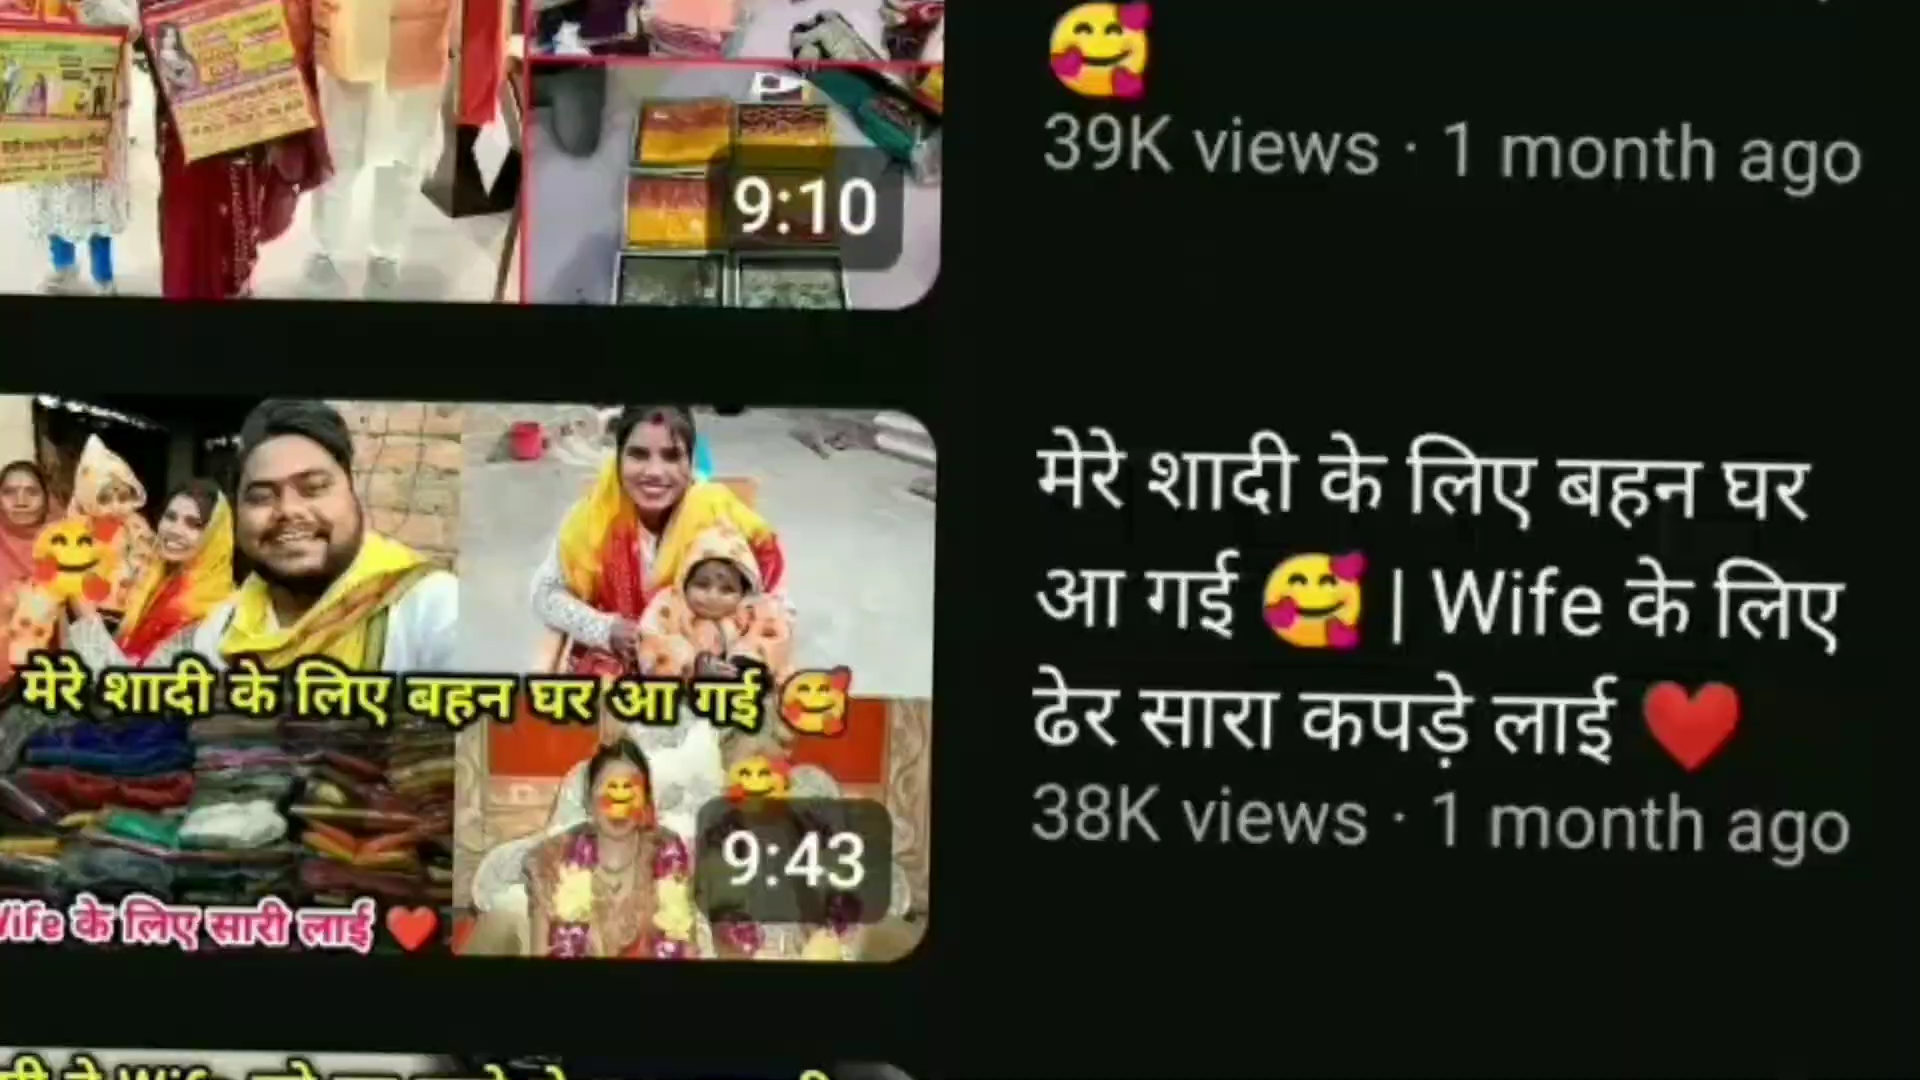 🥰
39K views · 1 month ago
9:10
मेरे शादी के लिए बहन घर
आ गई 🥰 | Wife के लिए
ढेर सारा कपड़े लाई ❤️
38K views · 1 month ago
मेरे शादी के लिए बहन घर आ गई 🥰
9:43
के लिए सारी लाई ❤️